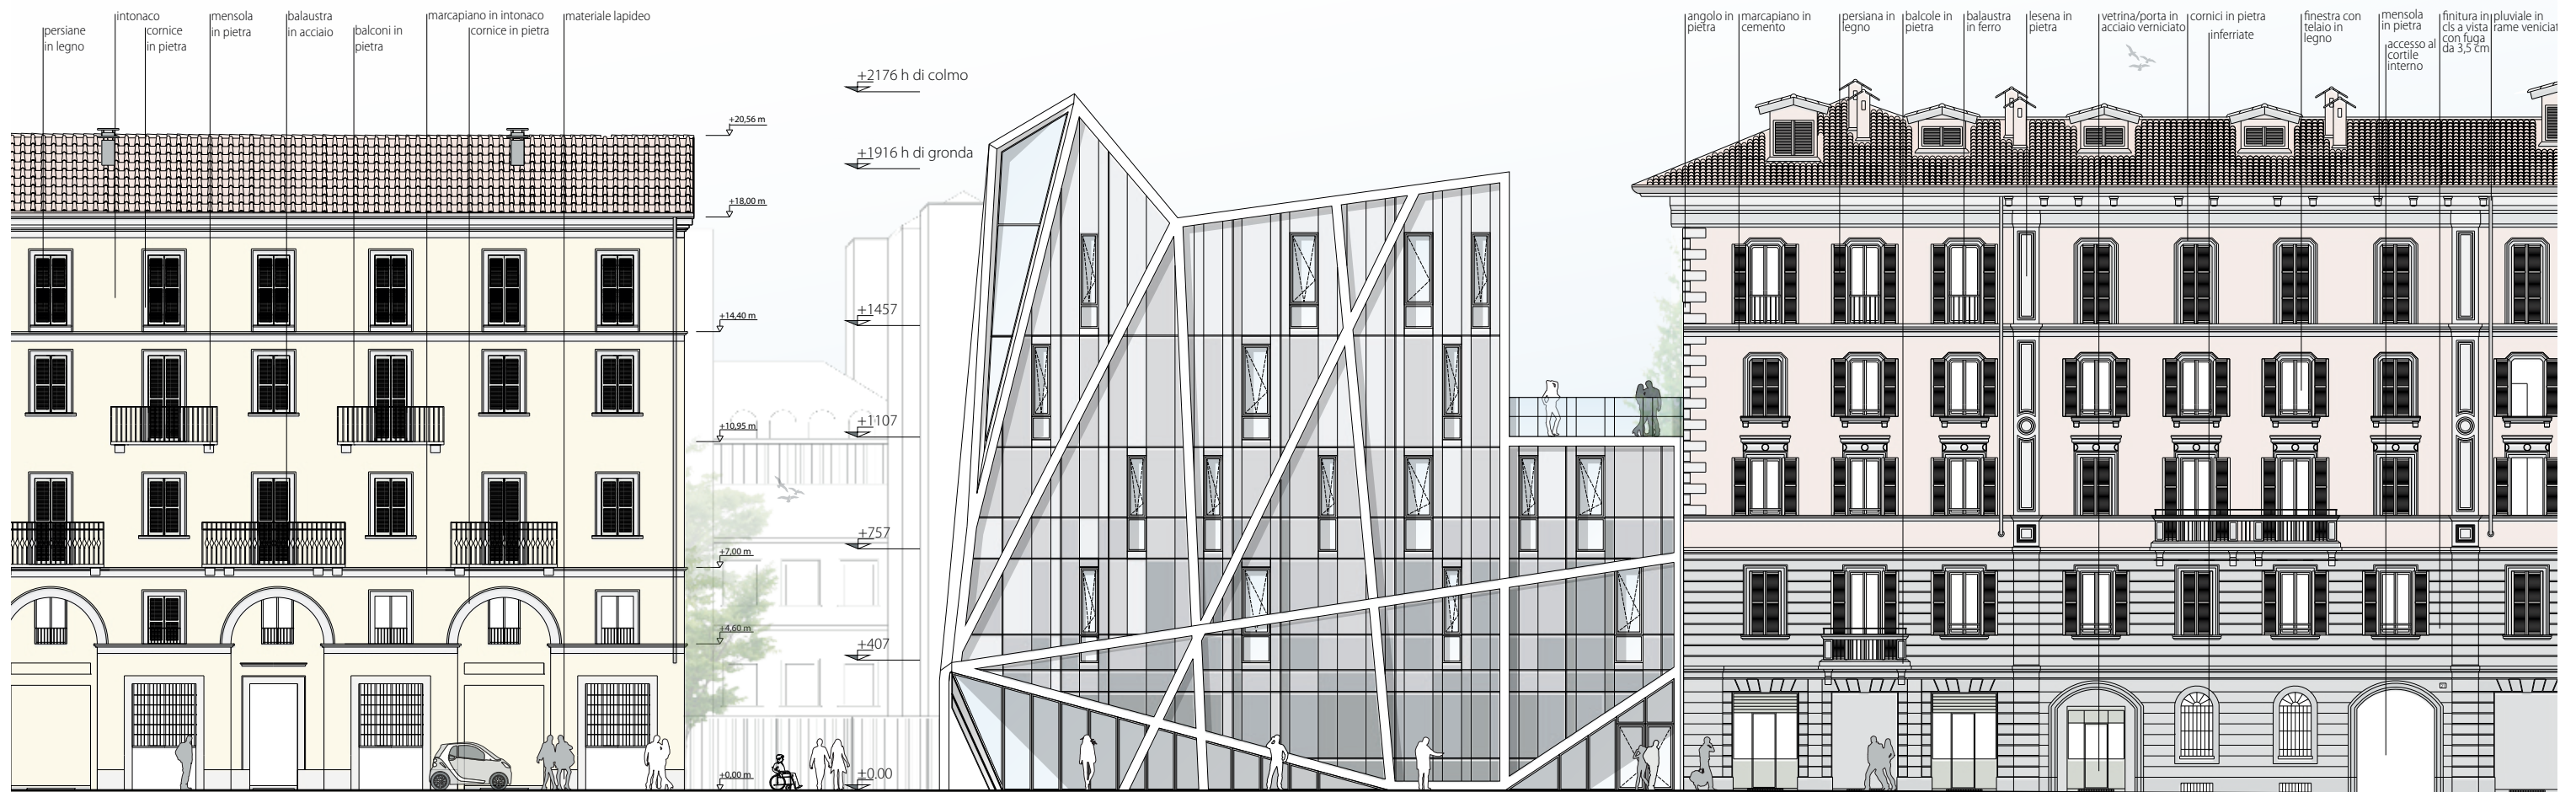 persiane
in legno
intonaco
cornice
in pietra
mensola
in pietra
balaustra
in acciaio
balconi in
pietra
marcapiano in intonaco
cornice in pietra
materiale lapideo
+20,56 m
+18,00 m
+14,40 m
+10,95 m
+7,00 m
+4,60 m
+0,00 m
+2176 h di colmo
+1916 h di gronda
+1457
+1107
+757
+407
+0.00
angolo in
pietra
marcapiano in
cemento
persiana in
legno
balcole in
pietra
balaustra
in ferro
lesena in
pietra
vetrina/porta in
acciaio verniciato
cornici in pietra
inferriate
finestra con
telaio in
legno
mensola
in pietra
accesso al
cortile
interno
finitura in
cls a vista
con fuga
da 3,5 cm
pluviale in
rame veniciat